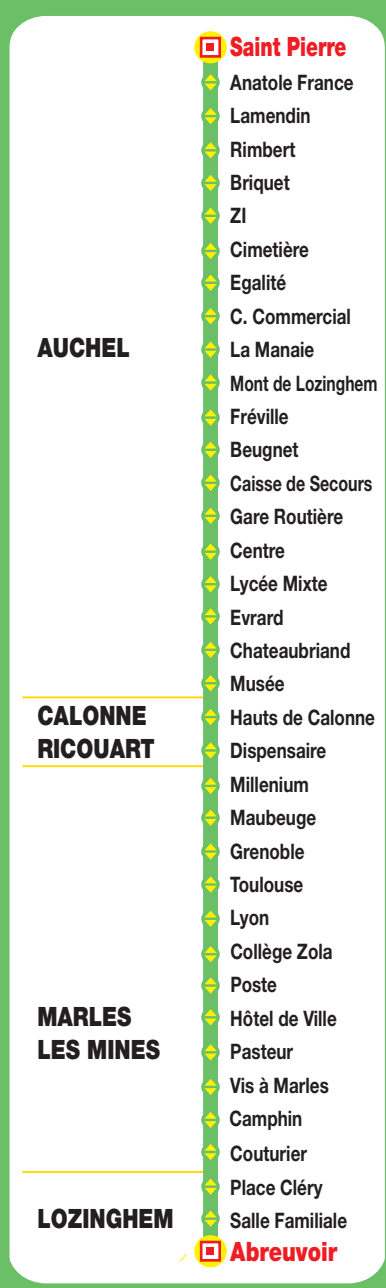 Saint Pierre
Anatole France
Lamendin
Rimbert
Briquet
ZI
Cimetière
Egalité
C. Commercial
AUCHEL
La Manaie
Mont de Lozinghem
Fréville
Beugnet
Caisse de Secours
Gare Routière
Centre
Lycée Mixte
Evrard
Chateaubriand
Musée
CALONNE
RICOUART
Hauts de Calonne
Dispensaire
Millenium
Maubeuge
Grenoble
Toulouse
Lyon
Collège Zola
Poste
MARLES
LES MINES
Hôtel de Ville
Pasteur
Vis à Marles
Camphin
Couturier
Place Cléry
LOZINGHEM
Salle Familiale
Abreuvoir